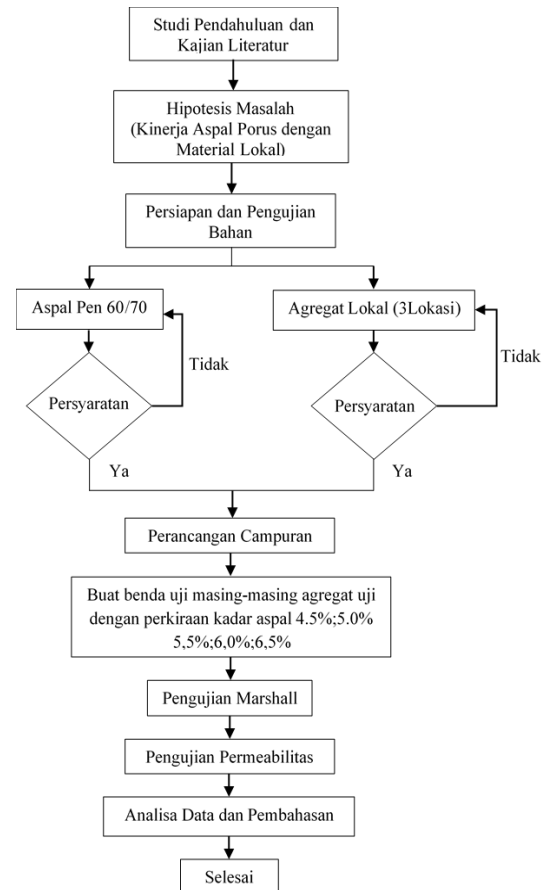 Studi Pendahuluan dan
Kajian Literatur
Hipotesis Masalah
(Kinerja Aspal Porus dengan
Material Lokal)
Persiapan dan Pengujian
Bahan
Aspal Pen 60/70
Agregat Lokal (3Lokasi)
Tidak
Tidak
Persyaratan
Persyaratan
Ya
Ya
Perancangan Campuran
Buat benda uji masing-masing agregat uji
dengan perkiraan kadar aspal 4.5%;5.0%
5,5%;6,0%;6,5%
Pengujian Marshall
Pengujian Permeabilitas
Analisa Data dan Pembahasan
Selesai